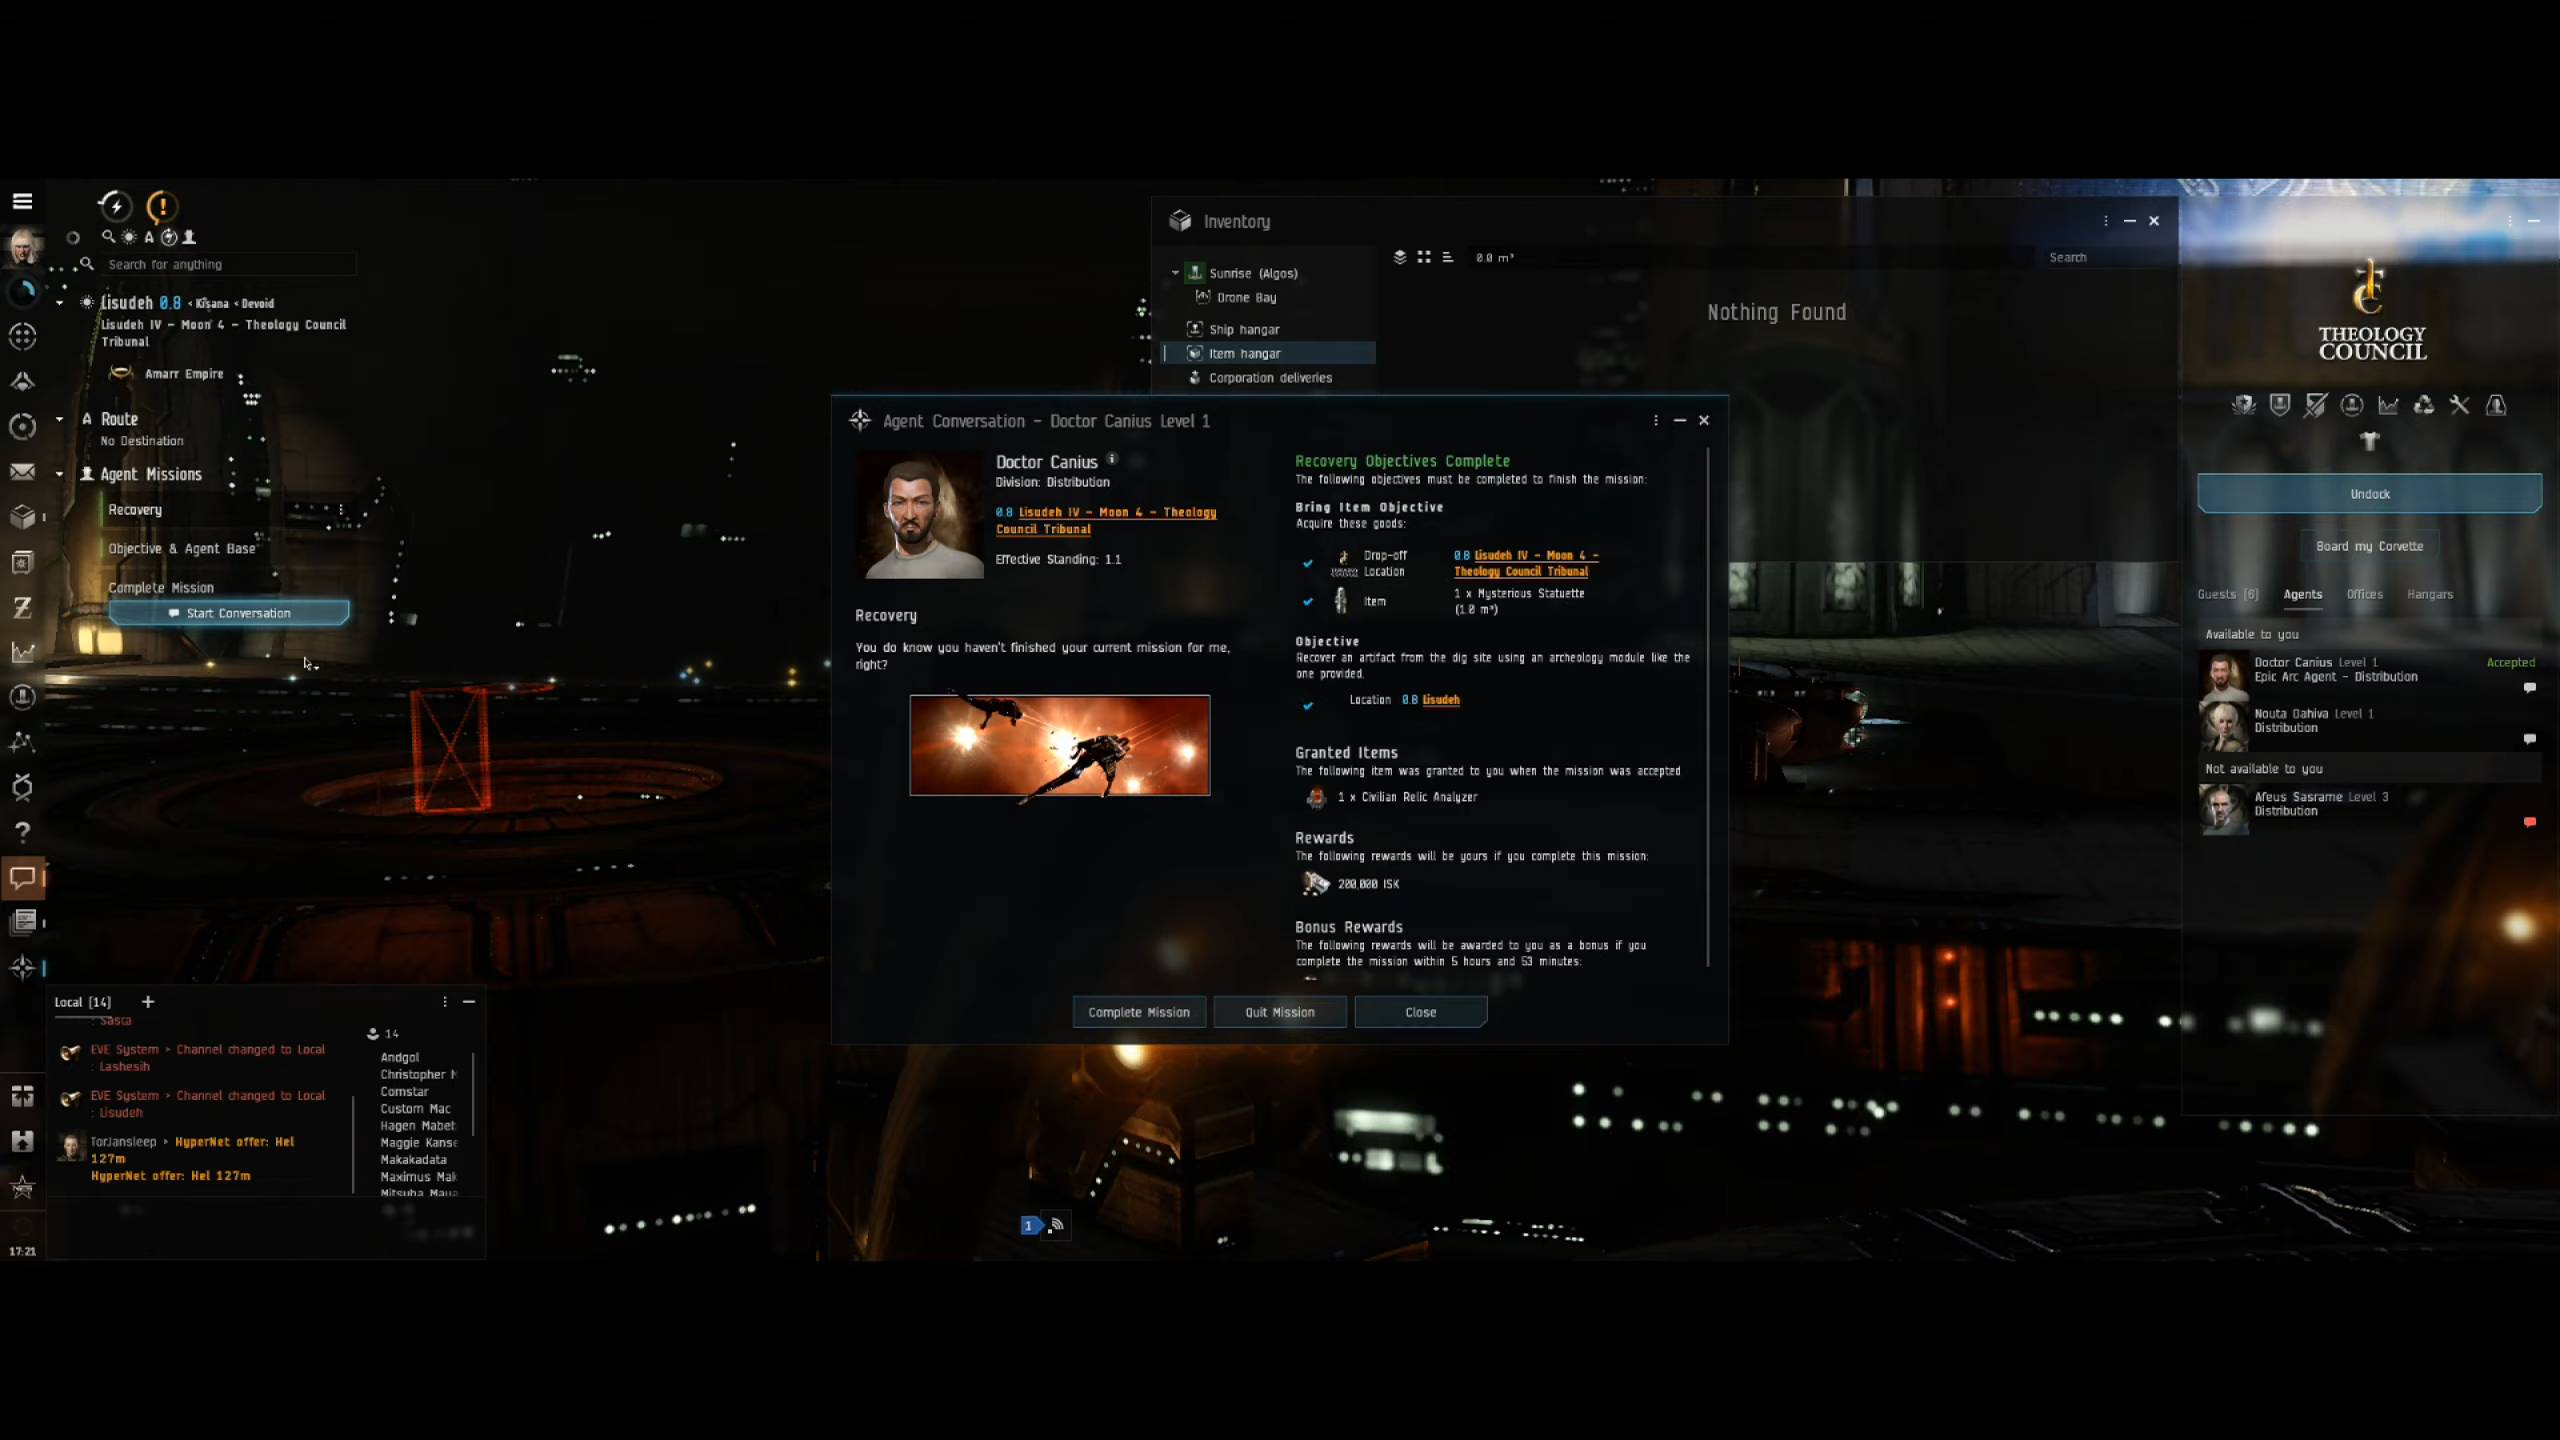 Search for anything
Lisudeh 0.8 < Kisana < Devoid
Lisudeh IV - Moon 4 - Theology Council
Tribunal
Amarr Empire
A Route
No Destination
Agent Missions
Recovery
Objective & Agent Base
Complete Mission
Start Conversation
17:21
Local [14]
: Sasta
EVE System > Channel changed to Local
: Lashesih
EVE System > Channel changed to Local
: Lisudeh
TorJansleep > HyperNet offer: Hel
127m
HyperNet offer: Hel 127m
14
Andgol
Christopher
Comstar
Custom Mac
Hagen Mabet
Maggie Kanse
Makakadata
Maximus Mak
Inventory
Sunrise (Algos)
Drone Bay
Ship hangar
Item hangar
Corporation deliveries
0.0 m³
Search
Nothing Found
Agent Conversation - Doctor Canius Level 1
Doctor Canius
Division: Distribution
0.8 Lisudeh IV - Moon 4 - Theology
Council Tribunal
Effective Standing: 1.1
Recovery
You do know you haven't finished your current mission for me,
right?
Recovery Objectives Complete
The following objectives must be completed to finish the mission:
Bring Item Objective
Acquire these goods:
Drop-off
Location
0.8 Lisudeh IV - Moon 4 -
Theology Council Tribunal
Item
1 x Mysterious Statuette
(1.0 m³)
Objective
Recover an artifact from the dig site using an archeology module like the
one provided.
Location 0.8 Lisudeh
Granted Items
The following item was granted to you when the mission was accepted
1 x Civilian Relic Analyzer
Rewards
The following rewards will be yours if you complete this mission:
200,000 ISK
Bonus Rewards
The following rewards will be awarded to you as a bonus if you
complete the mission within 5 hours and 53 minutes:
Complete Mission
Quit Mission
Close
1
THEOLOGY
COUNCIL
Undock
Board my Corvette
Guests [6]
Agents
Offices
Hangars
Available to you
Doctor Canius Level 1
Accepted
Epic Arc Agent - Distribution
Nouta Dahiva Level 1
Distribution
Not available to you
Afeus Sasrame Level 3
Distribution